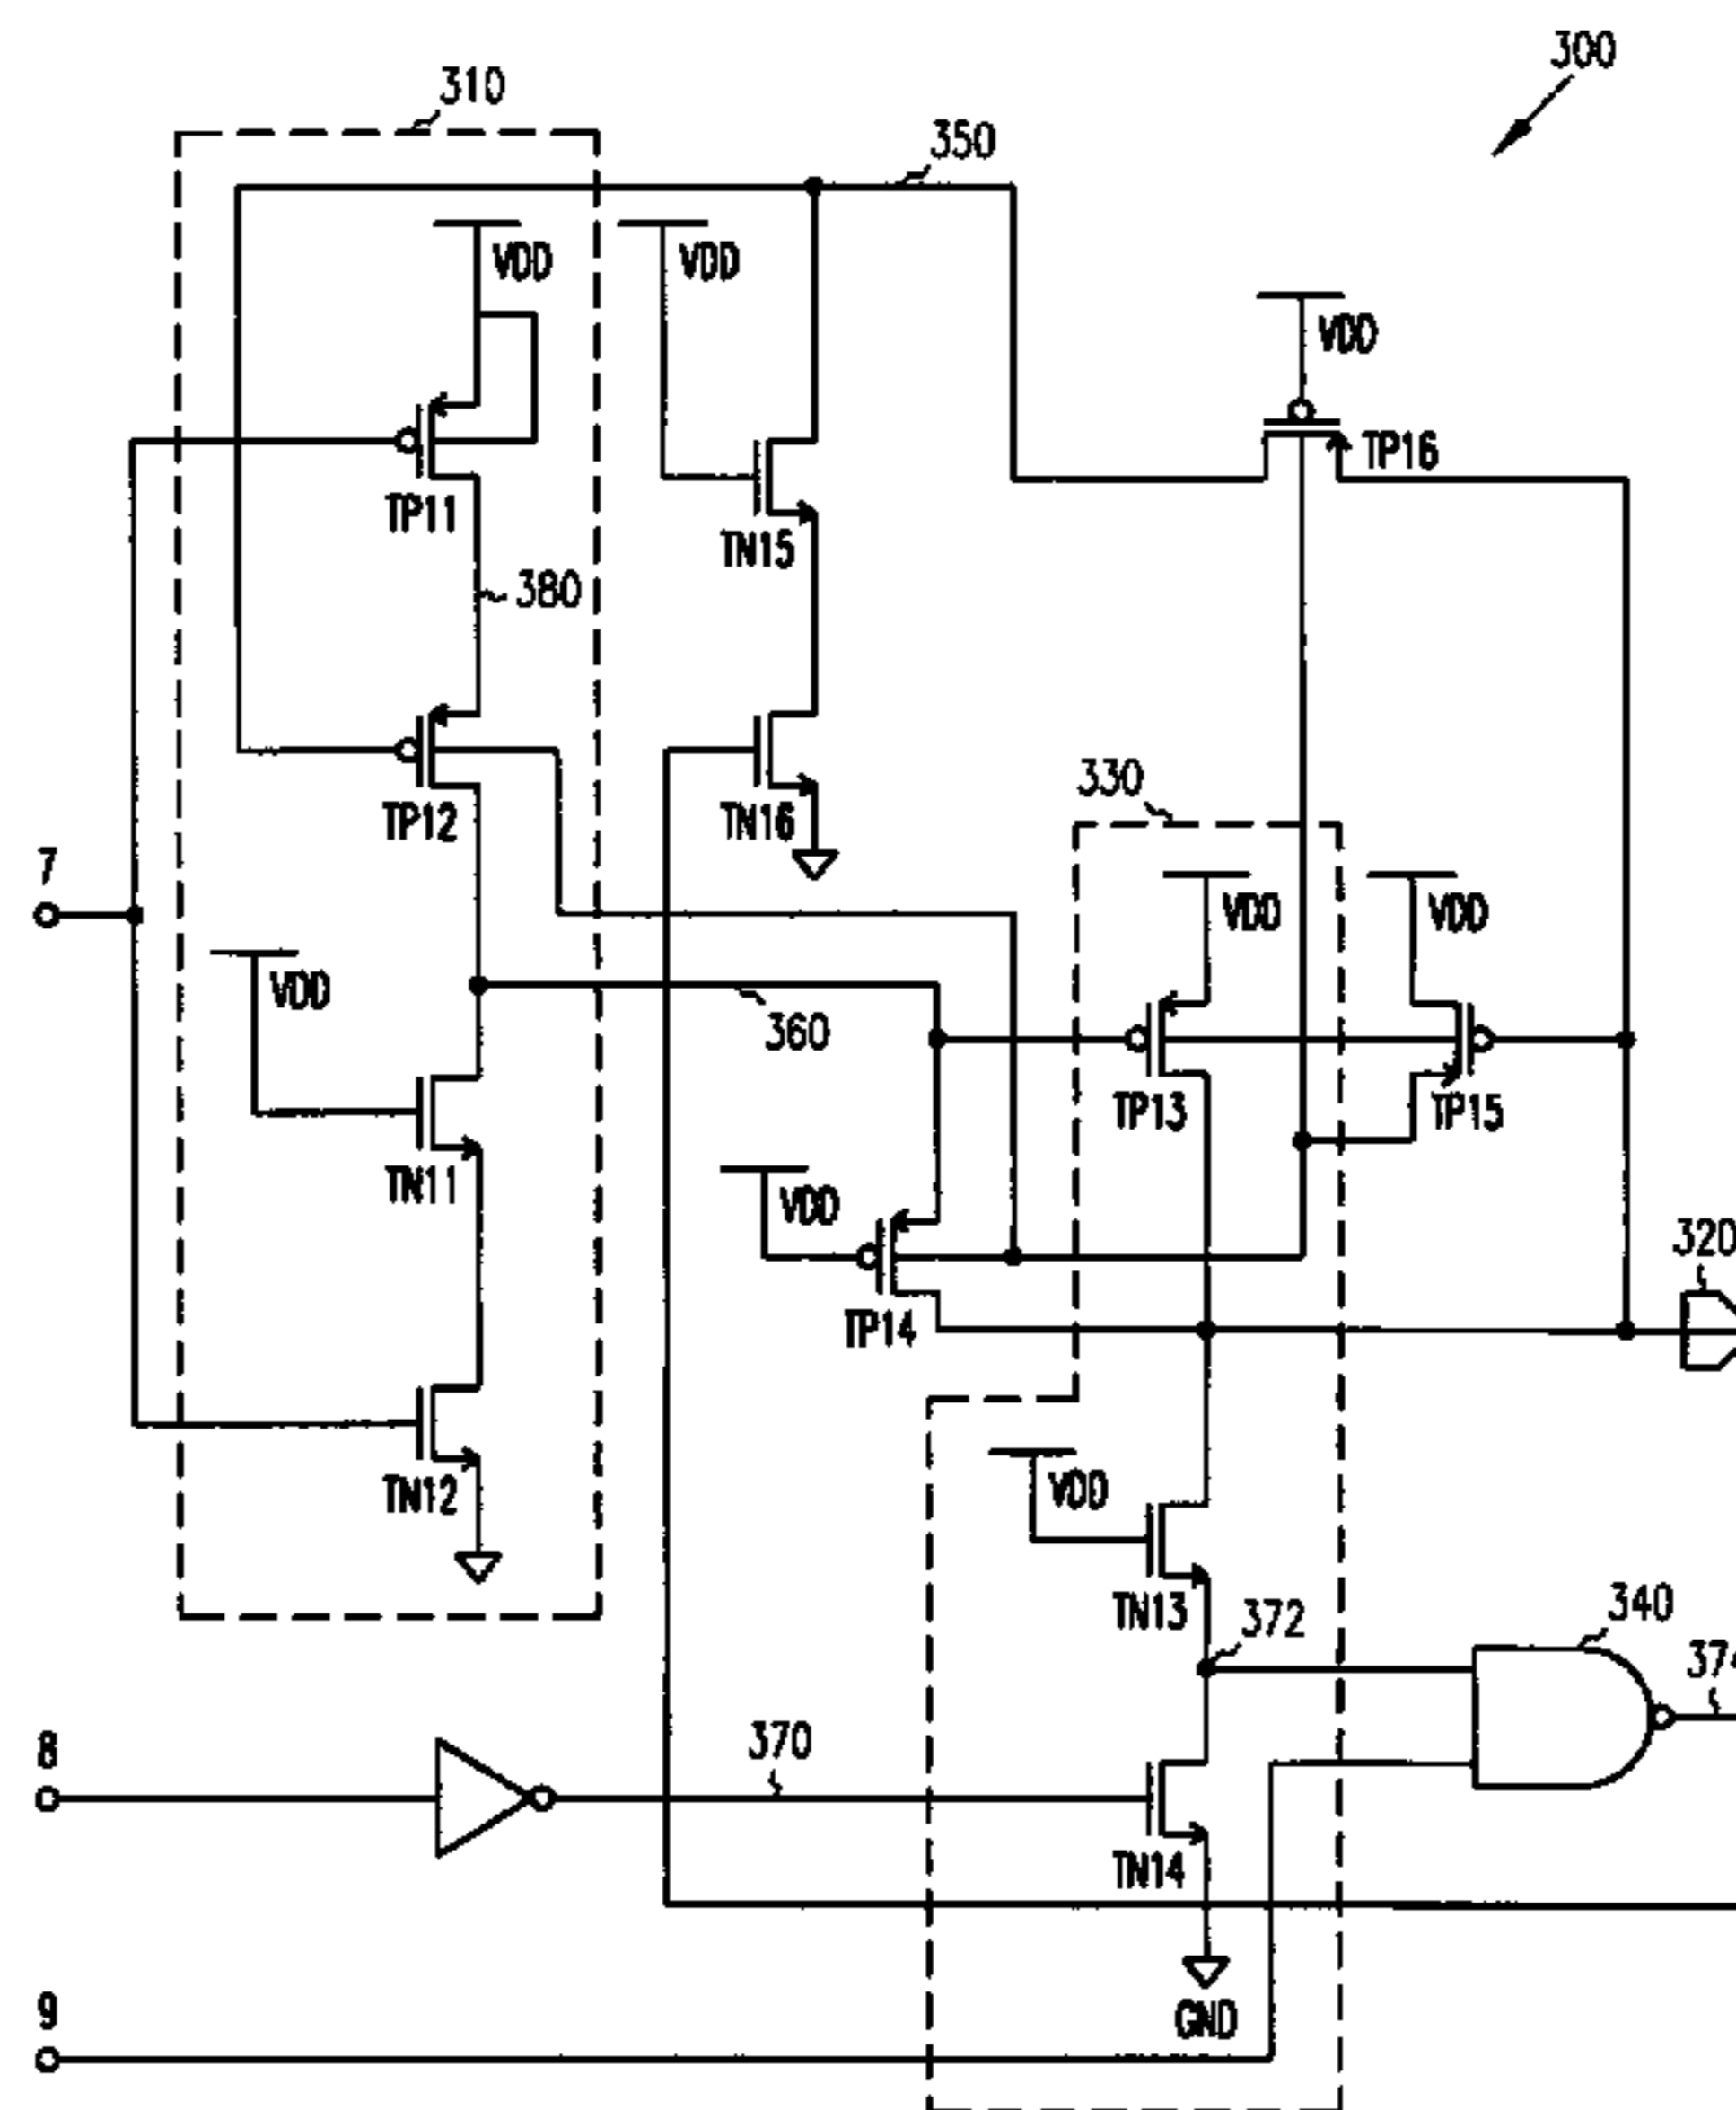 300
310
350
VDD
VDD
VDD
TP16
TP11
TN15
380
330
TP12
TN16
7
VDD
VDD
VDD
360
TP13
TP15
TN11
VDD
320
TP14
TN12
VDD
TN13
372
340
8
370
TN14
9
GND